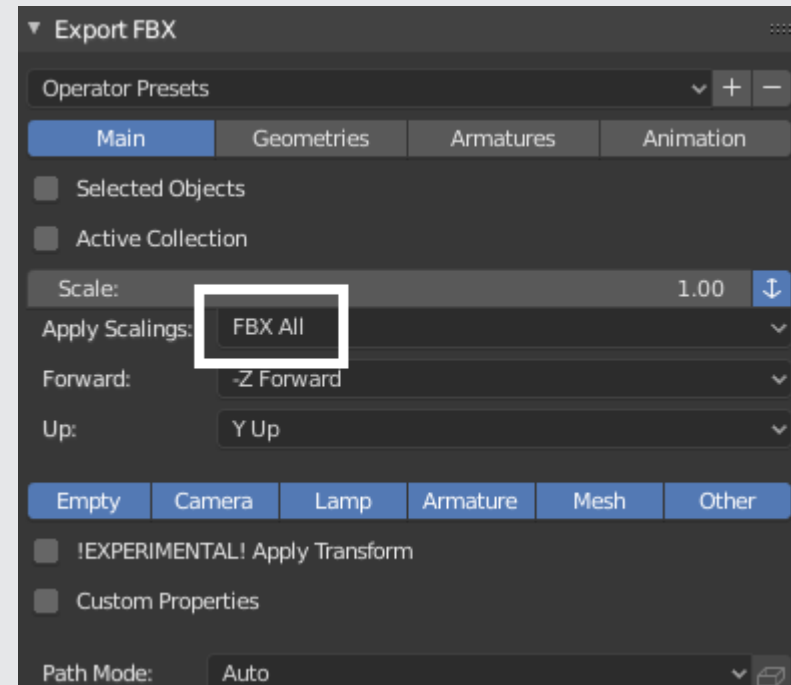 Export FBX
Operator Presets
Main Geometries Armatures Animation
Selected Objects
Active Collection
Scale: 1.00
Apply Scalings: FBX All
Forward: -Z Forward
Up: Y Up
Empty Camera Lamp Armature Mesh Other
!EXPERIMENTAL! Apply Transform
Custom Properties
Path Mode: Auto